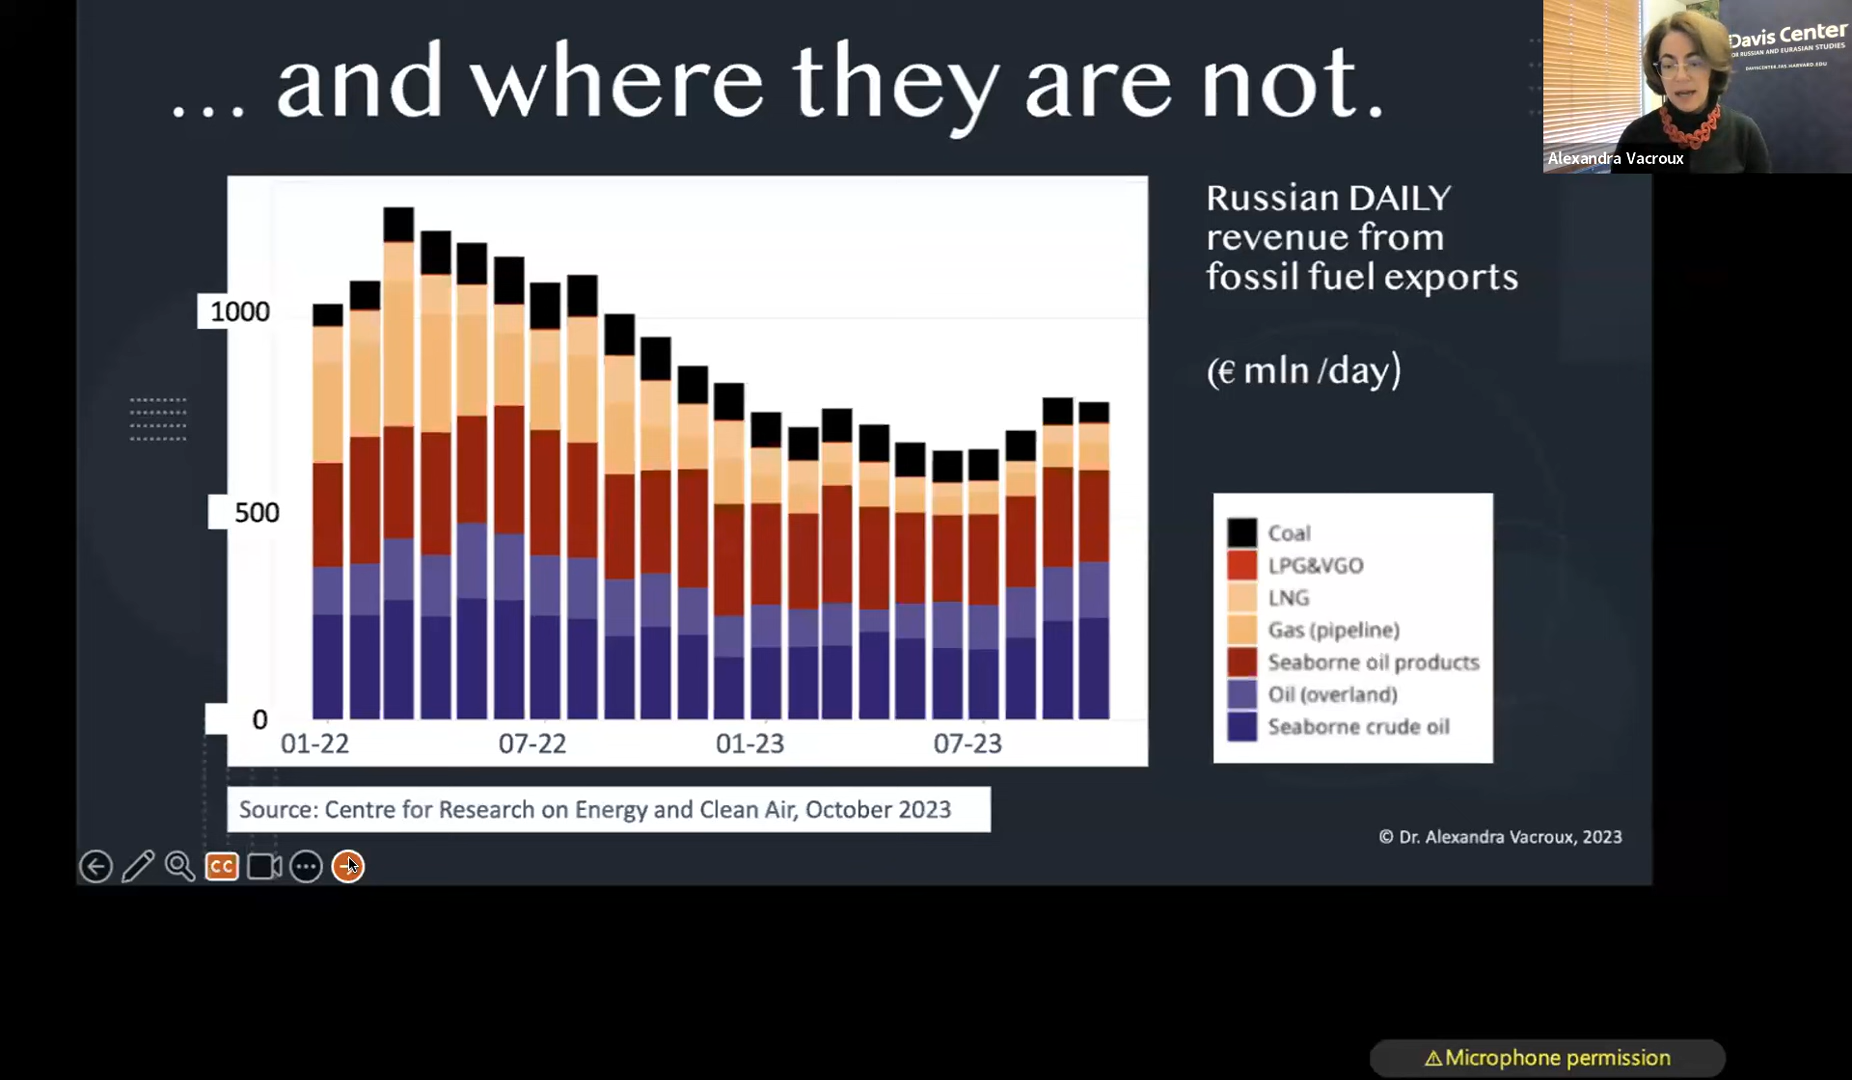 ... and where they are not.
Davis Center
FOR RUSSIAN AND EURASIAN STUDIES
DAVISCENTER.FAS.HARVARD.EDU
Alexandra Vacroux
Russian DAILY
revenue from
fossil fuel exports
(€ mln /day)
1000
500
0
01-22 07-22 01-23 07-23
Coal
LPG&VGO
LNG
Gas (pipeline)
Seaborne oil products
Oil (overland)
Seaborne crude oil
Source: Centre for Research on Energy and Clean Air, October 2023
© Dr. Alexandra Vacroux, 2023
CC
⚠Microphone permission